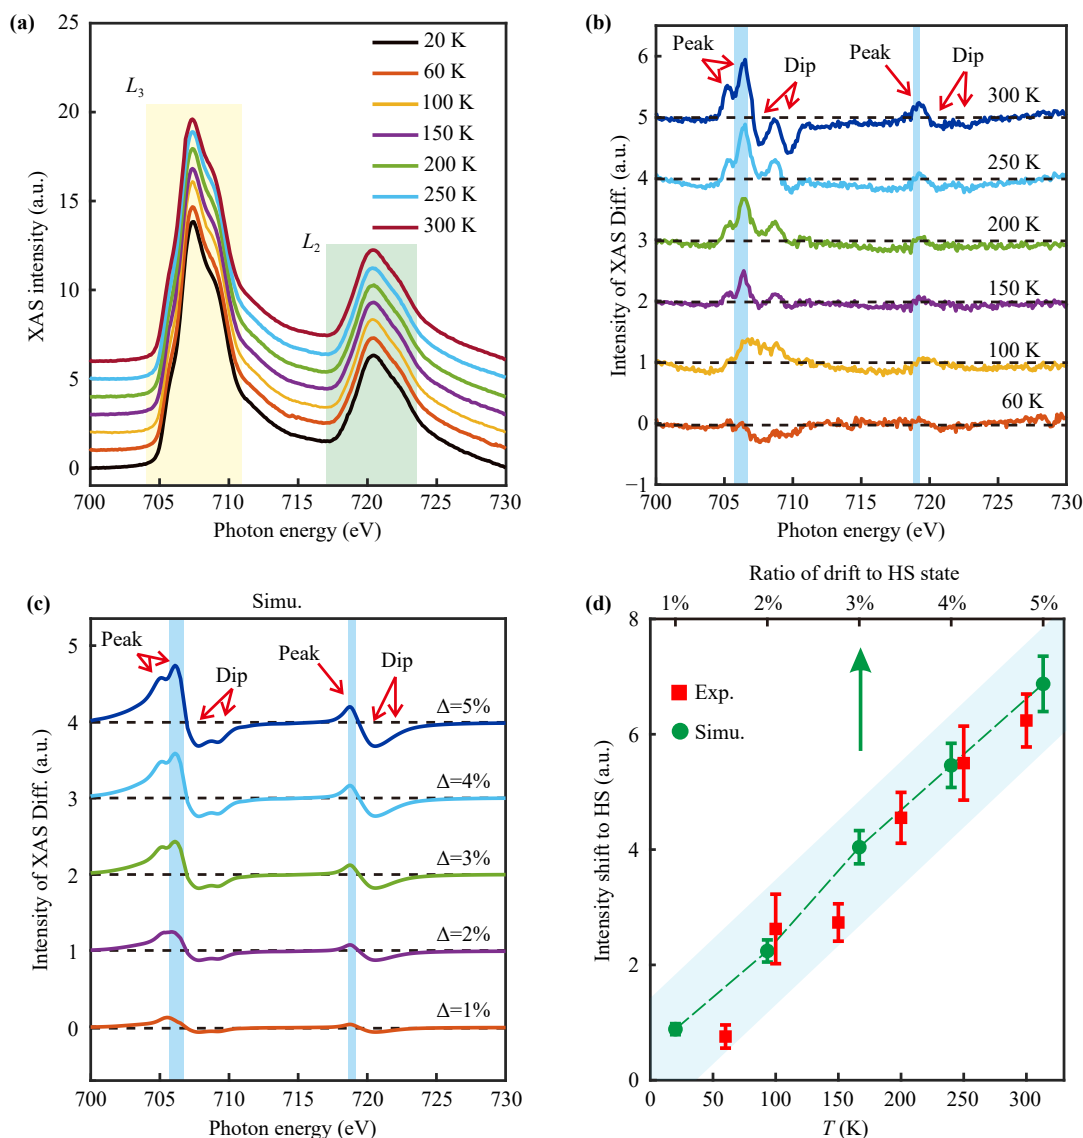 (a)
25
20
15
10
5
0
XAS intensity (a.u.)
L3
L2
20 K
60 K
100 K
150 K
200 K
250 K
300 K
700 705 710 715 720 725 730
Photon energy (eV)
(b)
6
5
4
3
2
1
0
−1
Intensity of XAS Diff. (a.u.)
Peak
Dip
Peak
Dip
300 K
250 K
200 K
150 K
100 K
60 K
700 705 710 715 720 725 730
Photon energy (eV)
(c)
Simu.
5
4
3
2
1
0
Intensity of XAS Diff. (a.u.)
Peak
Dip
Peak
Dip
Δ=5%
Δ=4%
Δ=3%
Δ=2%
Δ=1%
700 705 710 715 720 725 730
Photon energy (eV)
(d)
Ratio of drift to HS state
1% 2% 3% 4% 5%
8
6
4
2
0
Intensity shift to HS (a.u.)
Exp.
Simu.
0 50 100 150 200 250 300
T (K)